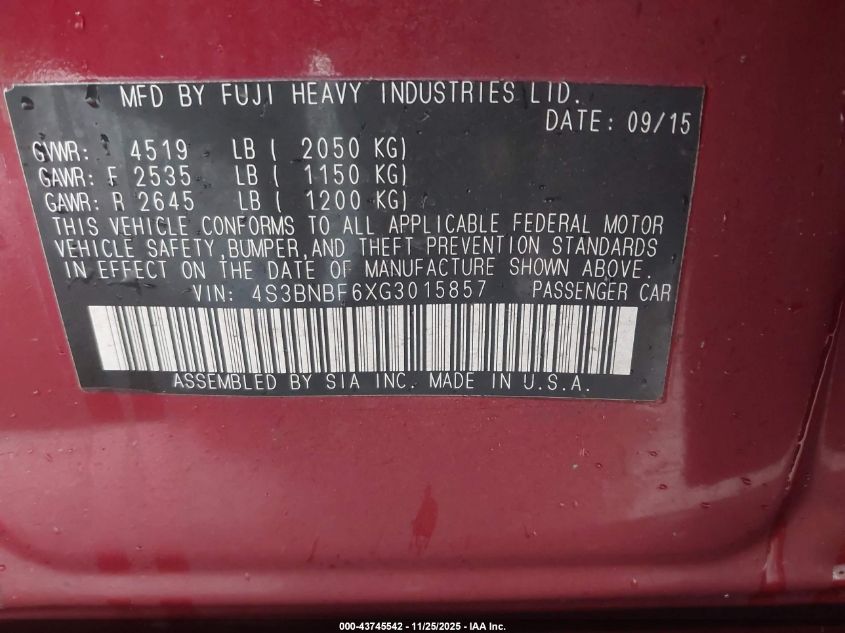 MFD BY FUJI HEAVY INDUSTRIES LTD.
DATE: 09/15
GVWR: 4519 LB ( 2050 KG)
GAWR: F 2535 LB ( 1150 KG)
GAWR: R 2645 LB ( 1200 KG)
THIS VEHICLE CONFORMS TO ALL APPLICABLE FEDERAL MOTOR
VEHICLE SAFETY,BUMPER,AND THEFT PREVENTION STANDARDS
IN EFFECT ON THE DATE OF MANUFACTURE SHOWN ABOVE.
VIN: 4S3BNBF6XG3015857 PASSENGER CAR
ASSEMBLED BY SIA INC. MADE IN U.S.A.
000-43745542 - 11/25/2025 - IAA Inc.